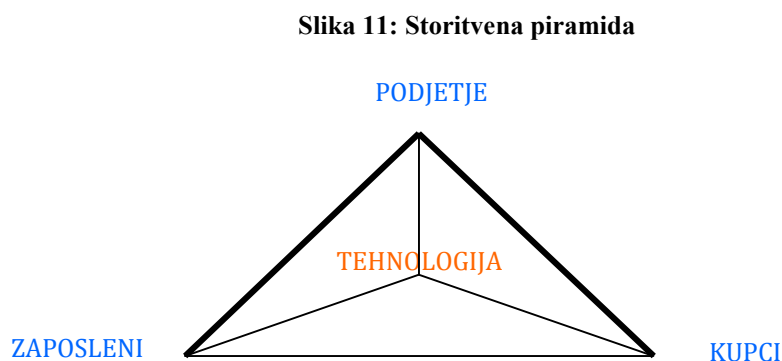 Slika 11: Storitvena piramida
PODJETJE
TEHNOLOGIJA
ZAPOSLENI
KUPCI